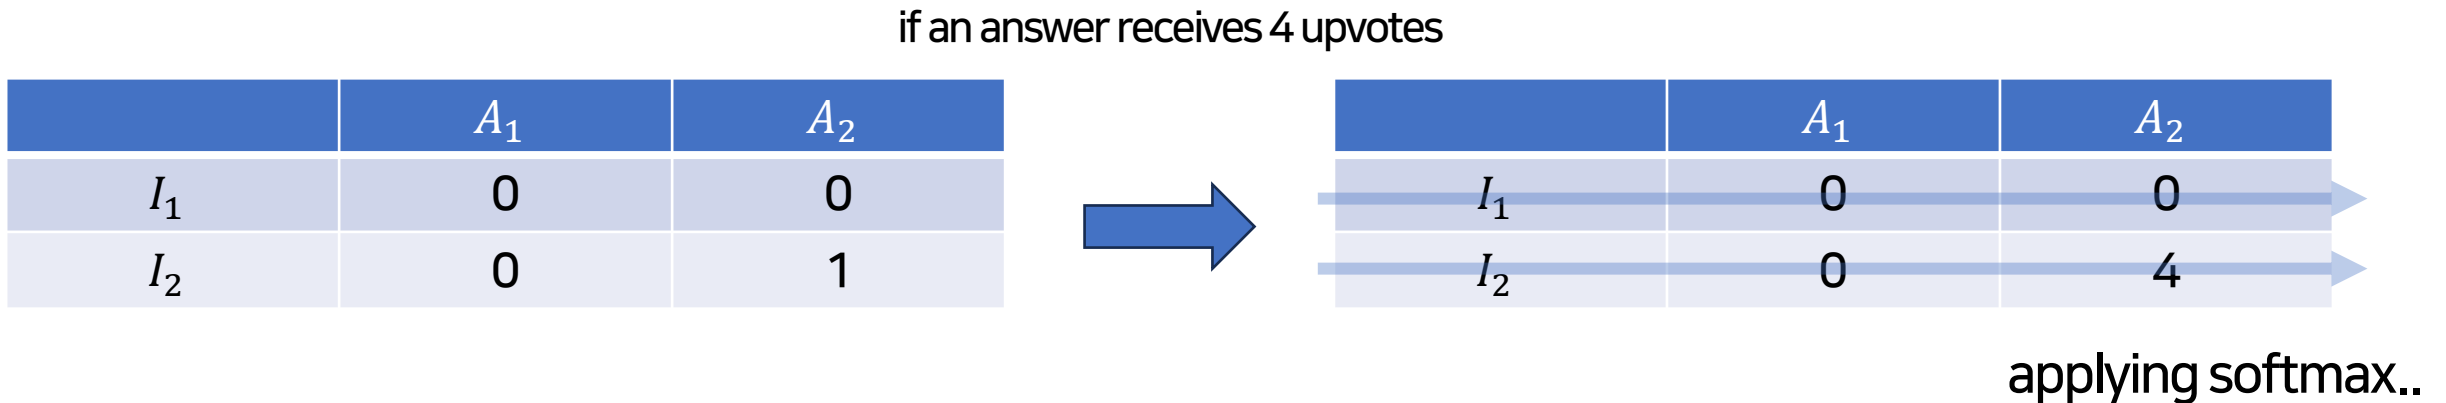 if an answer receives 4 upvotes
A₁ A₂
I₁ 0 0
I₂ 0 1
A₁ A₂
I₁ 0 0
I₂ 0 4
applying softmax..